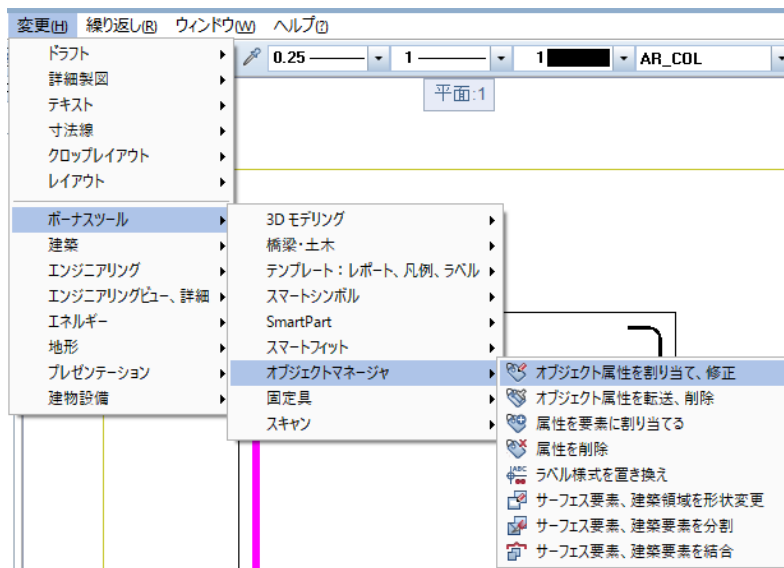 変更(H) 繰り返し(R) ウィンドウ(W) ヘルプ(?)
0.25 1 1 AR_COL
平面:1
ドラフト
詳細製図
テキスト
寸法線
クロップレイアウト
レイアウト
ボーナスツール
建築
エンジニアリング
エンジニアリングビュー、詳細
エネルギー
地形
プレゼンテーション
建物設備
3D モデリング
橋梁・土木
テンプレート：レポート、凡例、ラベル
スマートシンボル
SmartPart
スマートフィット
オブジェクトマネージャ
固定具
スキャン
オブジェクト属性を割り当て、修正
オブジェクト属性を転送、削除
属性を要素に割り当てる
属性を削除
ABC ラベル様式を置き換え
サーフェス要素、建築領域を形状変更
サーフェス要素、建築要素を分割
サーフェス要素、建築要素を結合